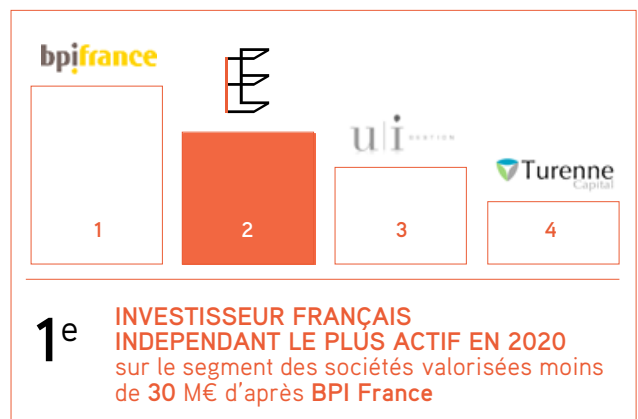 bpifrance
u|i GESTION
Turenne
Capital
1
2
3
4
1e
INVESTISSEUR FRANÇAIS
INDEPENDANT LE PLUS ACTIF EN 2020
sur le segment des sociétés valorisées moins
de 30 M€ d'après BPI France